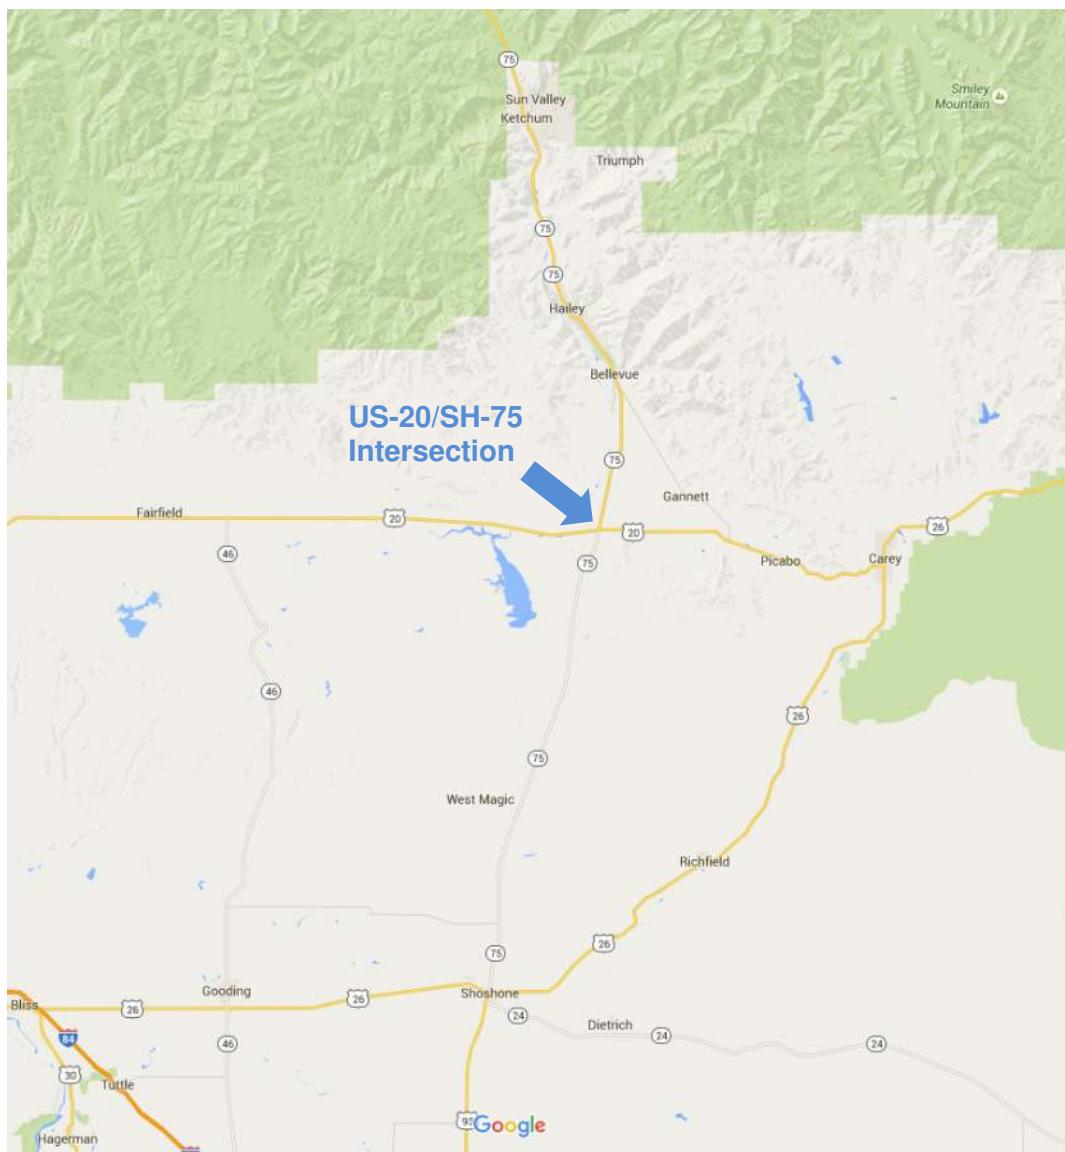 75
Smiley
Mountain
Sun Valley
Ketchum
Triumph
75
75
Hailey
Bellevue
US-20/SH-75
Intersection
75
Gannett
Fairfield
20
20
26
46
75
Picabo
Carey
46
26
75
West Magic
Richfield
26
75
Gooding
Shoshone
26
26
Bliss
24
Dietrich
24
24
84
46
30
Tuttle
93
Google
Hagerman